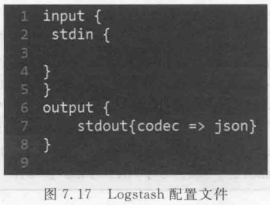 1 input {
2  stdin {
3
4 }
5 }
6 output {
7     stdout{codec => json}
8 }
9
图 7.17 Logstash 配置文件